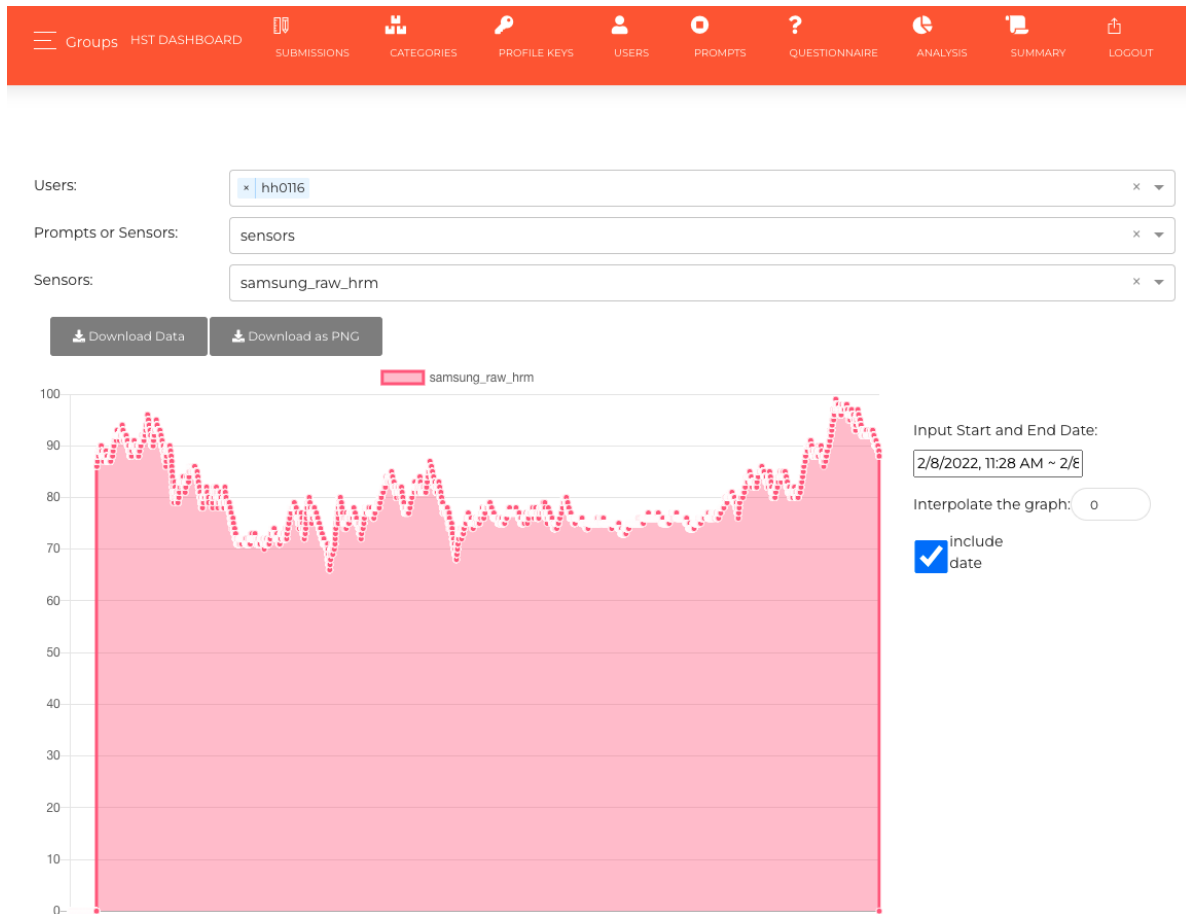 Groups HST DASHBOARD SUBMISSIONS CATEGORIES PROFILE KEYS USERS PROMPTS QUESTIONNAIRE ANALYSIS SUMMARY LOGOUT
Users: × hh0116 ×
Prompts or Sensors: sensors ×
Sensors: samsung_raw_hrm ×
Download Data Download as PNG
samsung_raw_hrm
100
90
80
70
60
50
40
30
20
10
0
Input Start and End Date:
2/8/2022, 11:28 AM ~ 2/8
Interpolate the graph: 0
include
date